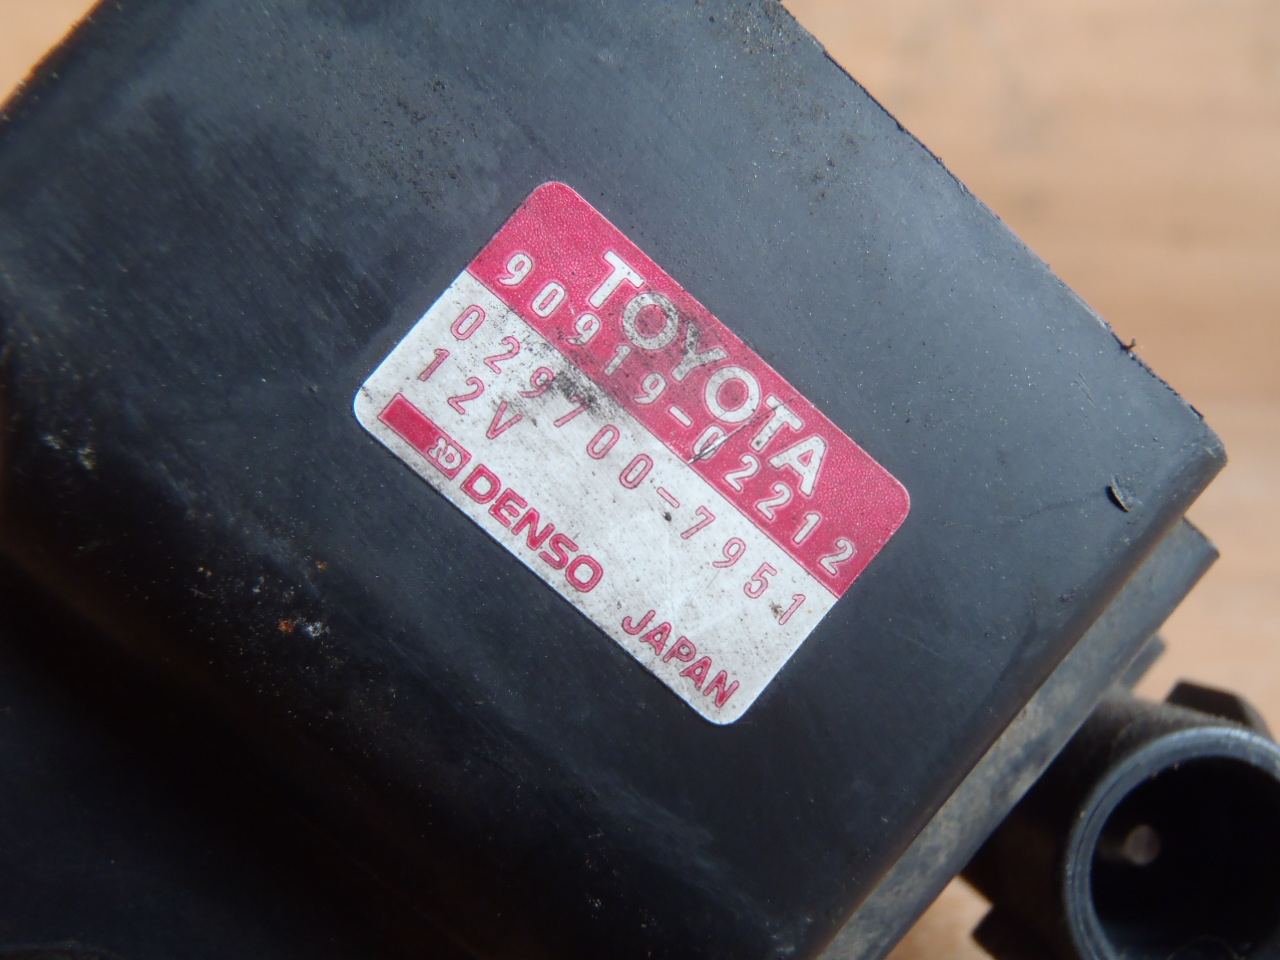 TOYOTA
90919-02212
029700-7951
12V
DENSO JAPAN